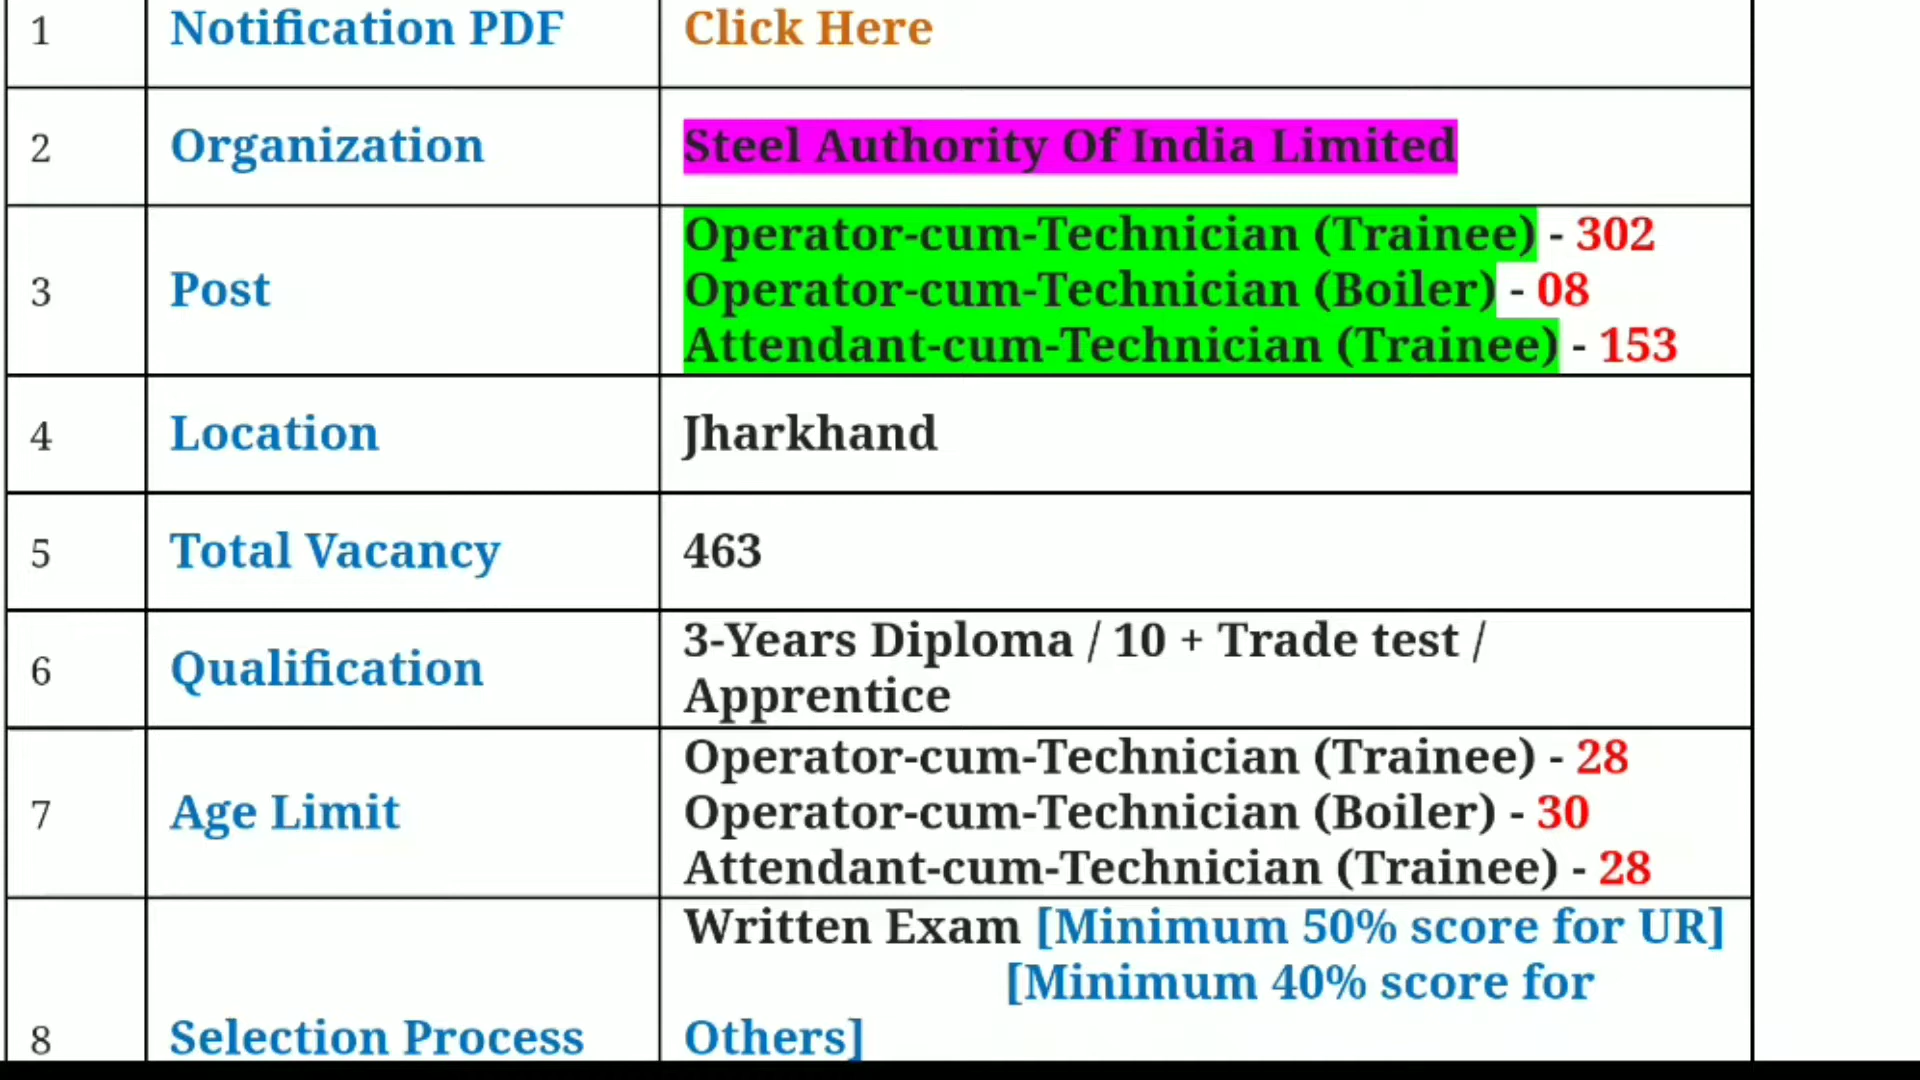 1 Notification PDF Click Here
2 Organization Steel Authority Of India Limited
Operator-cum-Technician (Trainee) - 302
3 Post Operator-cum-Technician (Boiler) - 08
Attendant-cum-Technician (Trainee) - 153
4 Location Jharkhand
5 Total Vacancy 463
3-Years Diploma / 10 + Trade test /
6 Qualification
Apprentice
Operator-cum-Technician (Trainee) - 28
7 Age Limit Operator-cum-Technician (Boiler) - 30
Attendant-cum-Technician (Trainee) - 28
Written Exam [Minimum 50% score for UR]
[Minimum 40% score for
8 Selection Process Others]